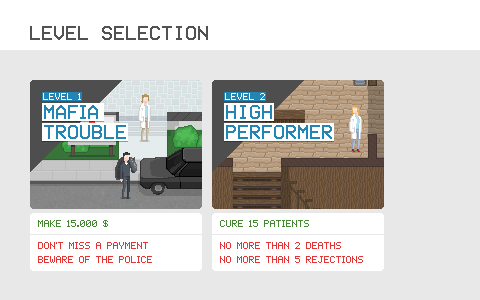 LEVEL SELECTION
LEVEL 1
MAFIA
TROUBLE
MAKE 15.000 $
DON'T MISS A PAYMENT
BEWARE OF THE POLICE
LEVEL 2
HIGH
PERFORMER
CURE 15 PATIENTS
NO MORE THAN 2 DEATHS
NO MORE THAN 5 REJECTIONS